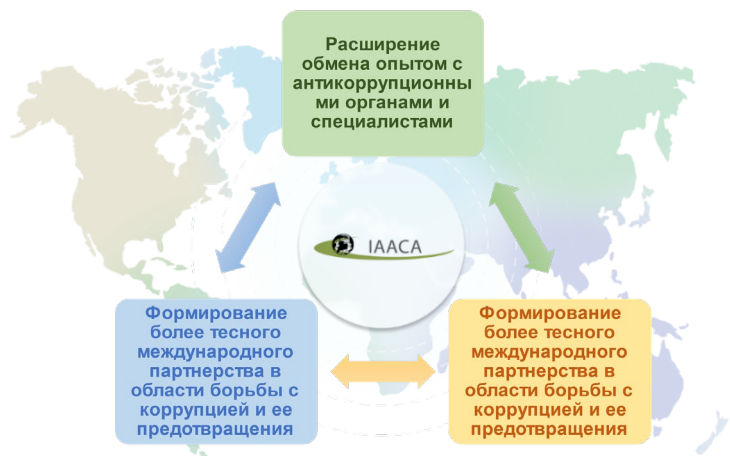 Расширение
обмена опытом с
антикоррупционны
ми органами и
специалистами
IAACA
Формирование
более тесного
международного
партнерства в
области борьбы с
коррупцией и ее
предотвращения
Формирование
более тесного
международного
партнерства в
области борьбы с
коррупцией и ее
предотвращения